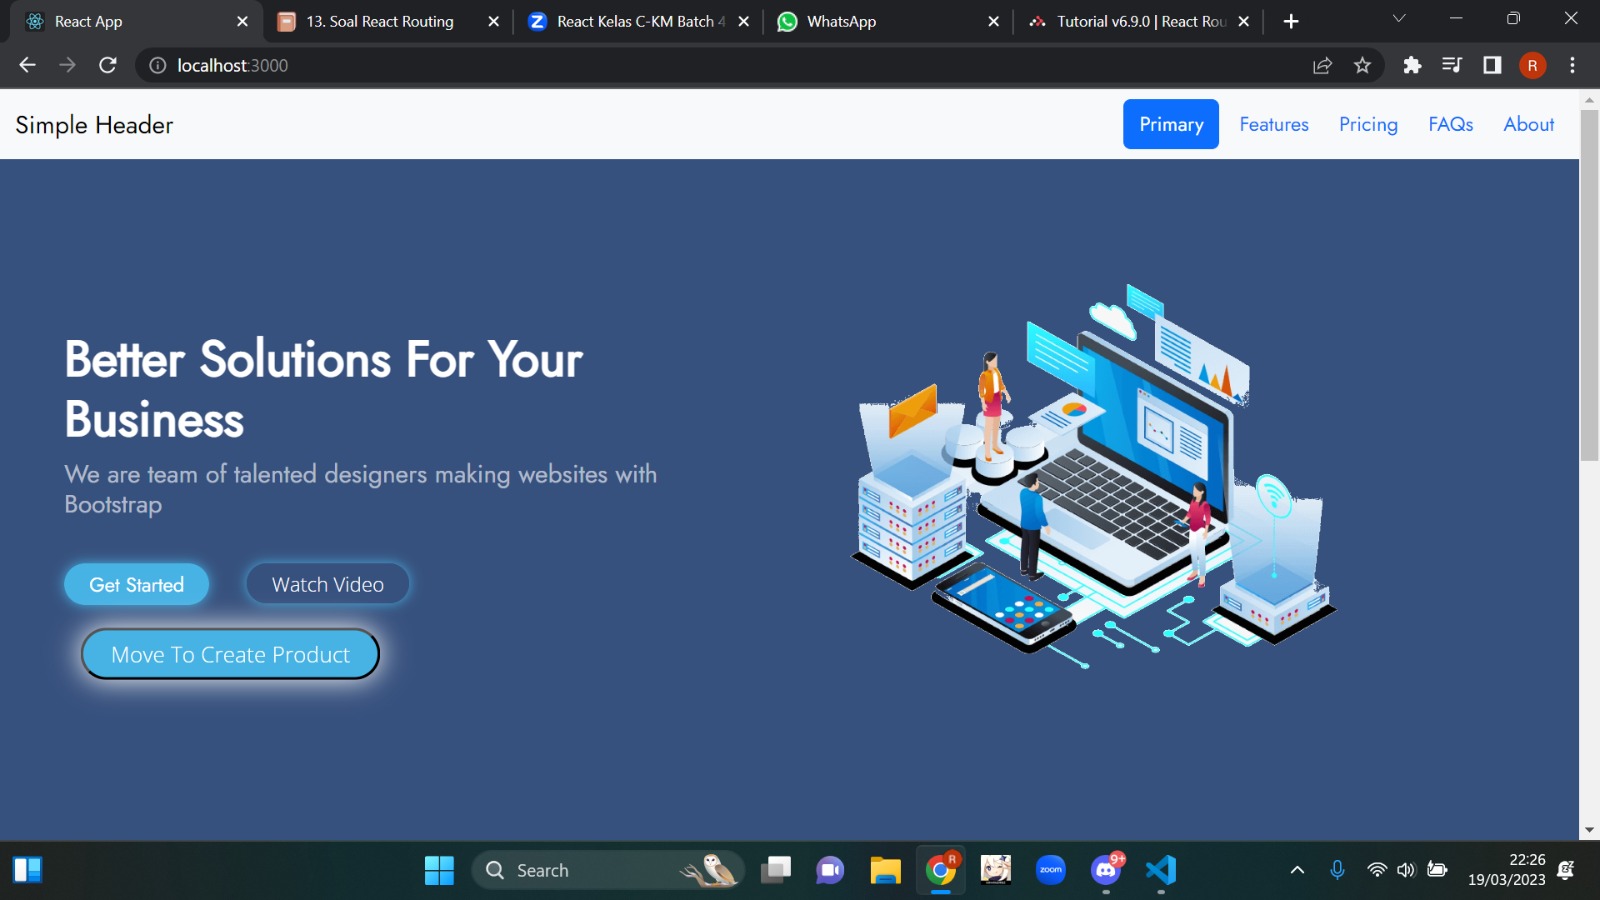 React App
13. Soal React Routing
React Kelas C-KM Batch 4
WhatsApp
Tutorial v6.9.0 | React Rou
localhost:3000
R
Simple Header
Primary
Features
Pricing
FAQs
About
Better Solutions For Your
Business
We are team of talented designers making websites with
Bootstrap
Get Started
Watch Video
Move To Create Product
Search
R
zoom
9+
22:26
19/03/2023